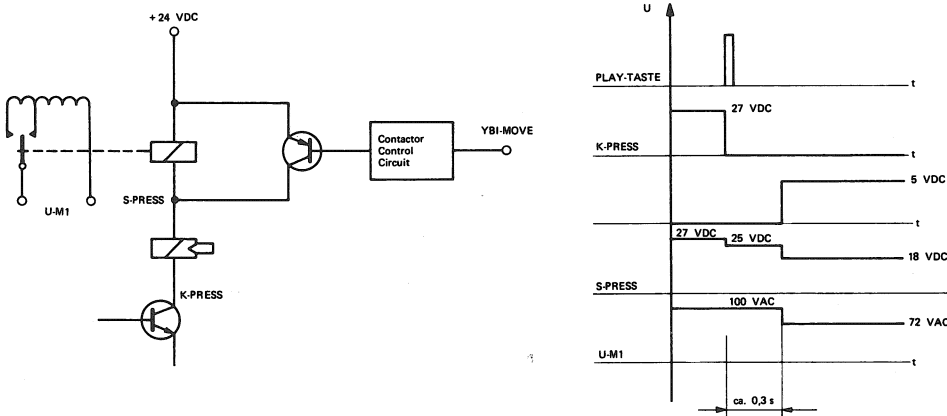 + 24 VDC
Contactor
Control
Circuit
YBI-MOVE
S-PRESS
U-M1
K-PRESS
U
PLAY-TASTE
t
27 VDC
K-PRESS
t
5 VDC
t
27 VDC
25 VDC
18 VDC
S-PRESS
100 VAC
72 VAC
U-M1
t
ca. 0,3 s